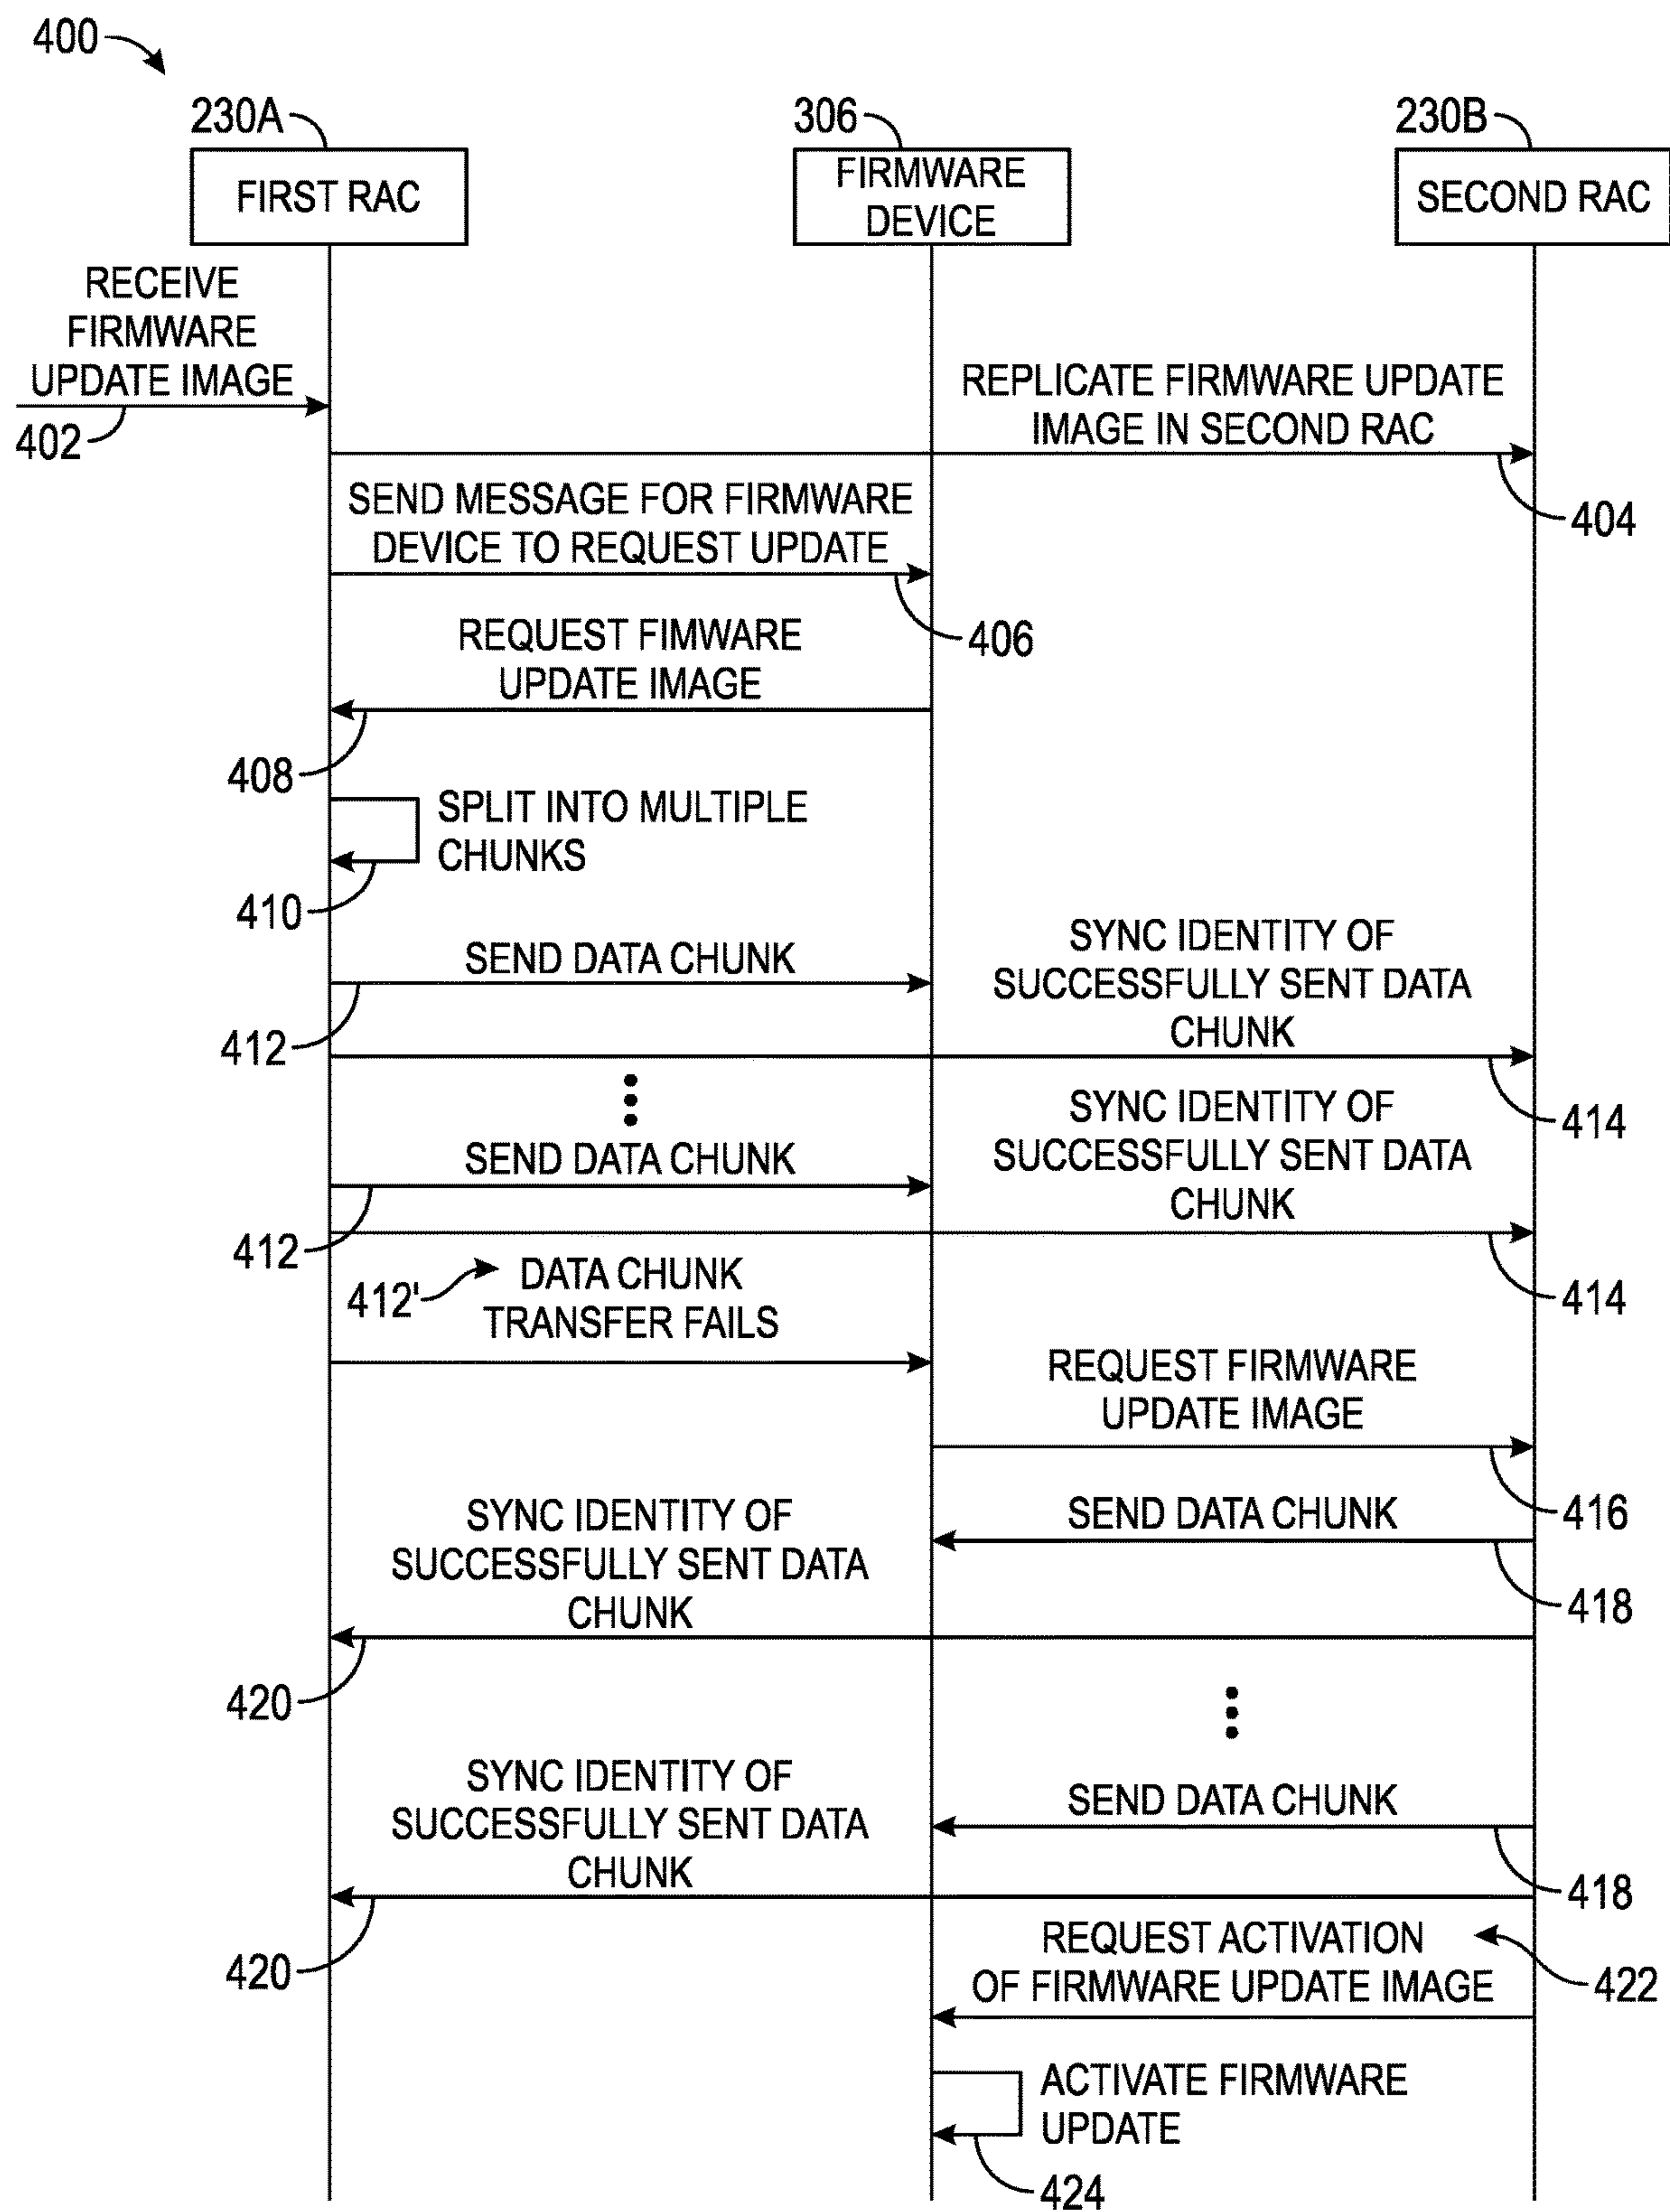 400
230A
306
230B
FIRST RAC
FIRMWARE
DEVICE
SECOND RAC
RECEIVE
FIRMWARE
UPDATE IMAGE
402
REPLICATE FIRMWARE UPDATE
IMAGE IN SECOND RAC
404
SEND MESSAGE FOR FIRMWARE
DEVICE TO REQUEST UPDATE
406
REQUEST FIMWARE
UPDATE IMAGE
408
SPLIT INTO MULTIPLE
CHUNKS
410
SEND DATA CHUNK
412
SYNC IDENTITY OF
SUCCESSFULLY SENT DATA
CHUNK
414
SEND DATA CHUNK
412
SYNC IDENTITY OF
SUCCESSFULLY SENT DATA
CHUNK
414
412'
DATA CHUNK
TRANSFER FAILS
REQUEST FIRMWARE
UPDATE IMAGE
416
SEND DATA CHUNK
418
SYNC IDENTITY OF
SUCCESSFULLY SENT DATA
CHUNK
420
SEND DATA CHUNK
418
SYNC IDENTITY OF
SUCCESSFULLY SENT DATA
CHUNK
420
REQUEST ACTIVATION
OF FIRMWARE UPDATE IMAGE
422
ACTIVATE FIRMWARE
UPDATE
424